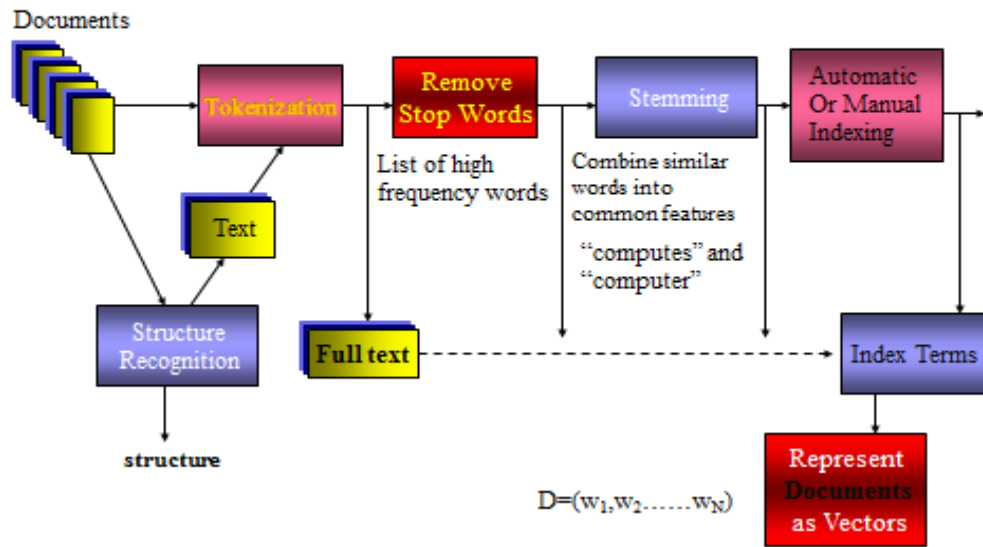 Documents
Tokenization
Remove
Stop Words
Stemming
Automatic
Or Manual
Indexing
List of high
frequency words
Combine similar
words into
common features
“computes” and
“computer”
Text
Structure
Recognition
Full text
Index Terms
structure
D=(w₁,w₂......w_N)
Represent
Documents
as Vectors